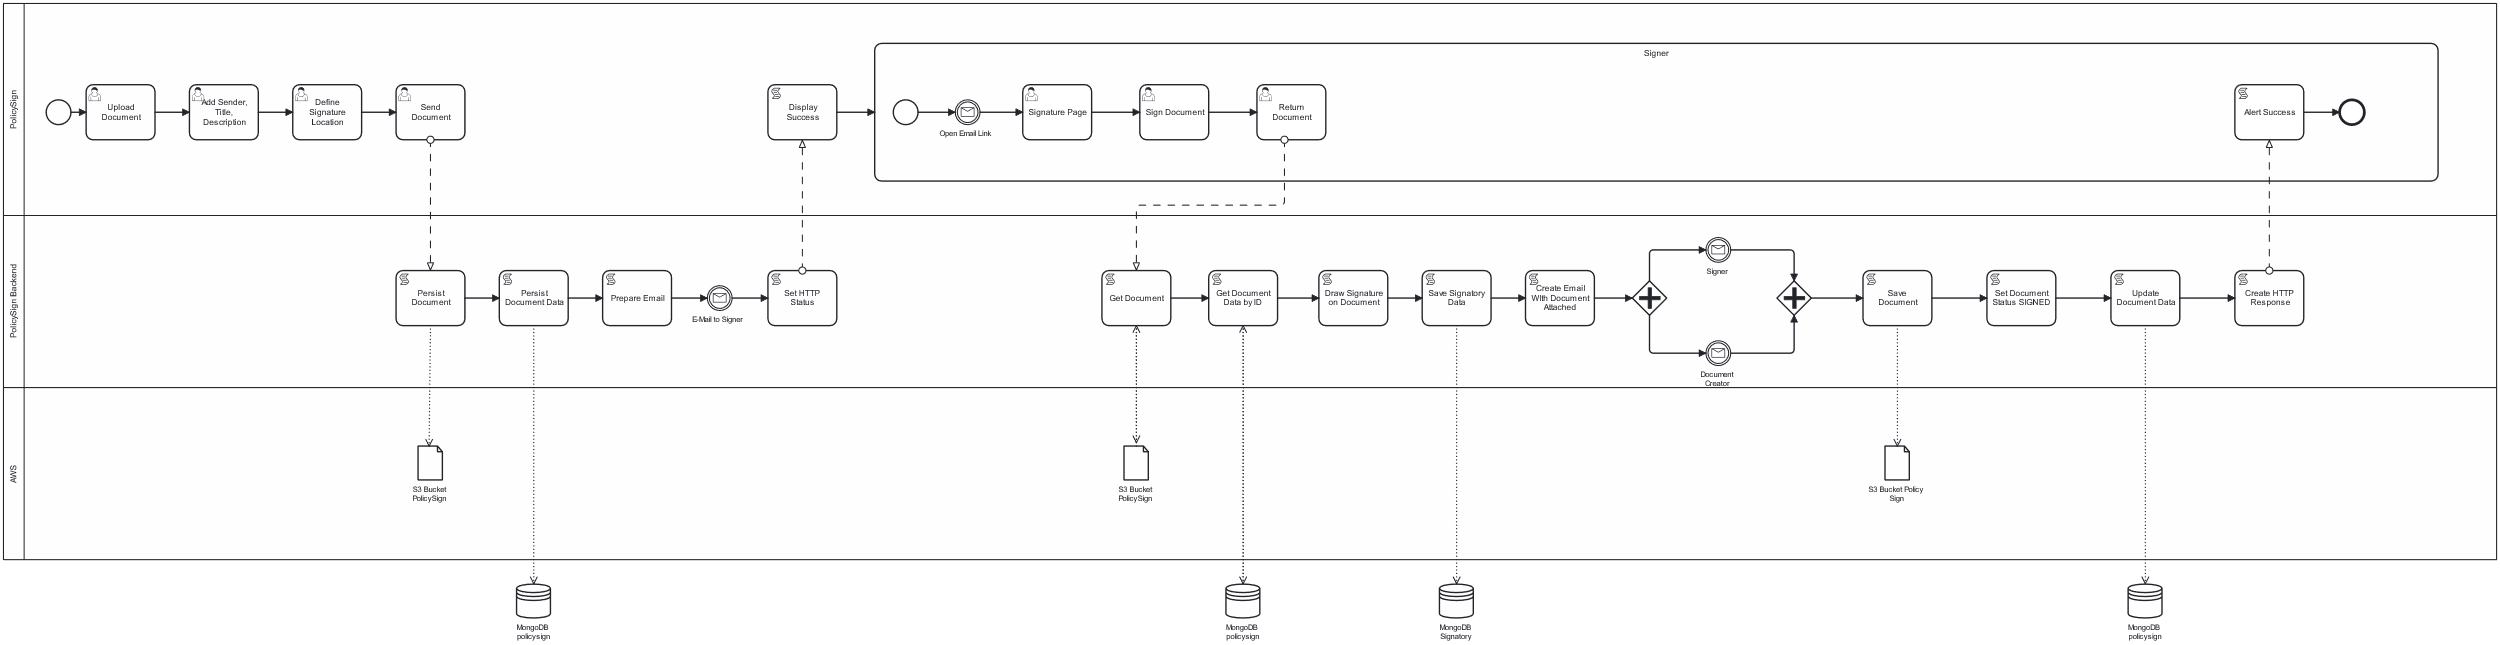 PolicySign
Signer
Upload
Document
Add Sender,
Title,
Description
Define
Signature
Location
Send
Document
Display
Success
Open Email Link
Signature Page
Sign Document
Return
Document
Alert Success
PolicySign Backend
Persist
Document
Persist
Document Data
Prepare Email
E-Mail to Signer
Set HTTP
Status
Get Document
Get Document
Data by ID
Draw Signature
on Document
Save Signatory
Data
Create Email
WIth Document
Attached
Signer
Document
Creator
Save
Document
Set Document
Status SIGNED
Update
Document Data
Create HTTP
Response
AWS
S3 Bucket
PolicySign
S3 Bucket
PolicySign
S3 Bucket Policy
Sign
MongoDB
policysign
MongoDB
policysign
MongoDB
Signatory
MongoDB
policysign